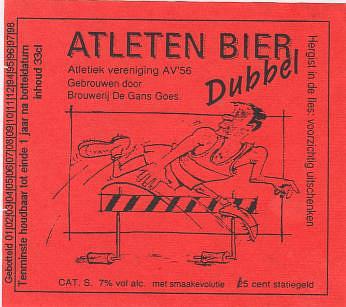 ATLETEN BIER
Dubbel
Atletiek vereniging AV'56
Gebrouwen door
Brouwerij De Gans Goes.
CAT. S. 7% vol alc. met smaakevolutie 25 cent statiegeld
Gebotteld 01|02|03|04|05|06|07|08|09|10|11|12|94|95|96|97|98
Tenminste houdbaar tot einde 1 jaar na botteldatum
inhoud 33cl
Hergist in de fles: voorzichtig uitschenken